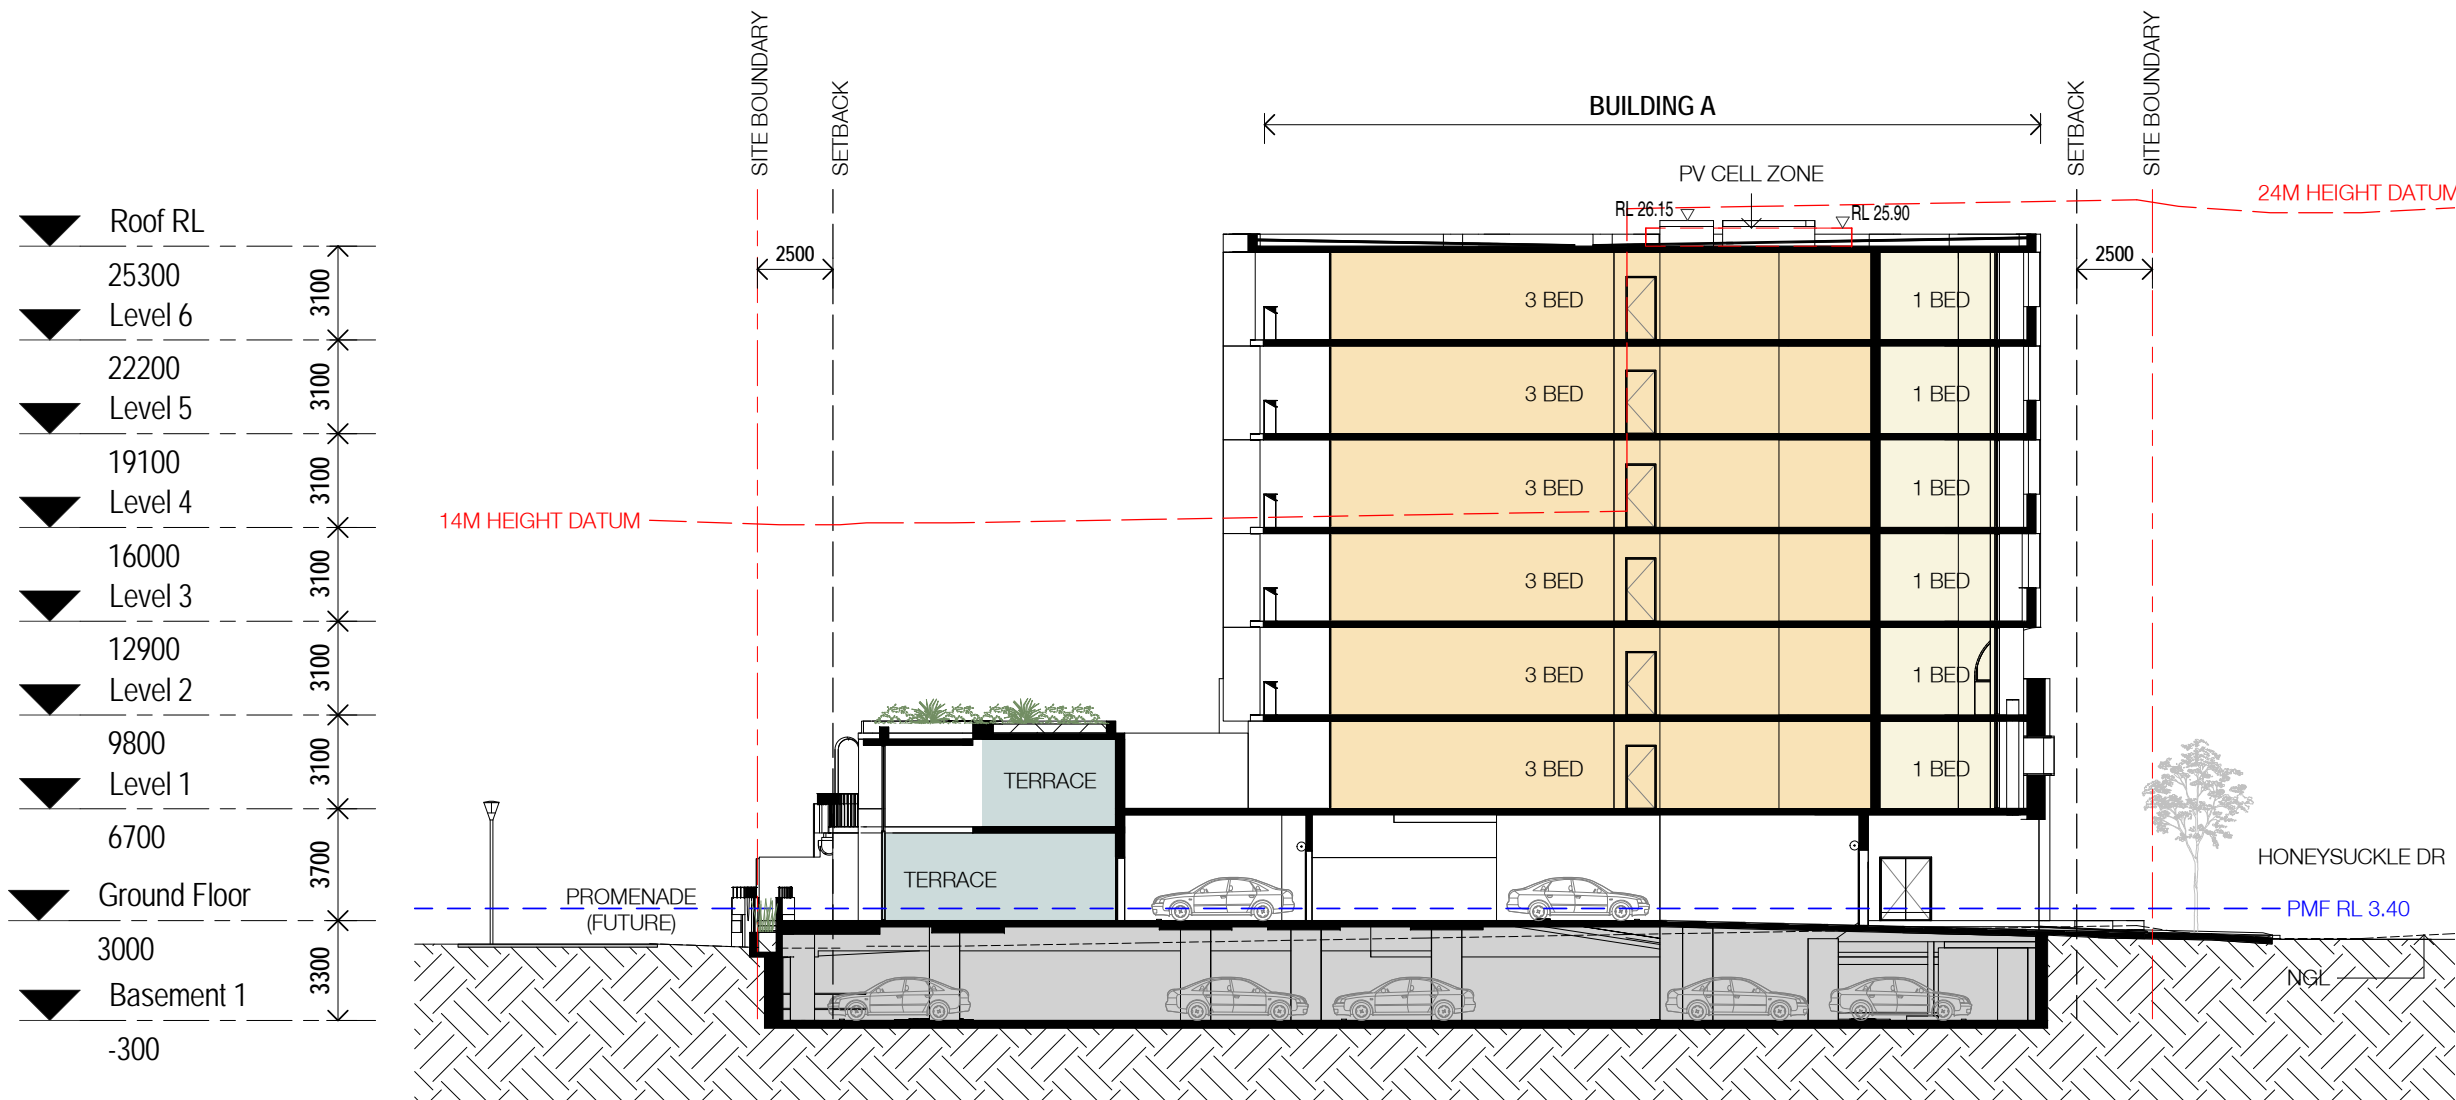 SITE BOUNDARY
SETBACK
BUILDING A
SETBACK
SITE BOUNDARY
PV CELL ZONE
24M HEIGHT DATUM
RL 26.15
RL 25.90
Roof RL
25300
3100
2500
2500
Level 6
3 BED
1 BED
22200
3100
Level 5
3 BED
1 BED
19100
3100
Level 4
3 BED
1 BED
14M HEIGHT DATUM
16000
3100
Level 3
3 BED
1 BED
12900
3100
Level 2
3 BED
1 BED
9800
3100
Level 1
TERRACE
3 BED
1 BED
6700
3700
HONEYSUCKLE DR
Ground Floor
PROMENADE
(FUTURE)
TERRACE
PMF RL 3.40
3000
3300
Basement 1
NGL
-300